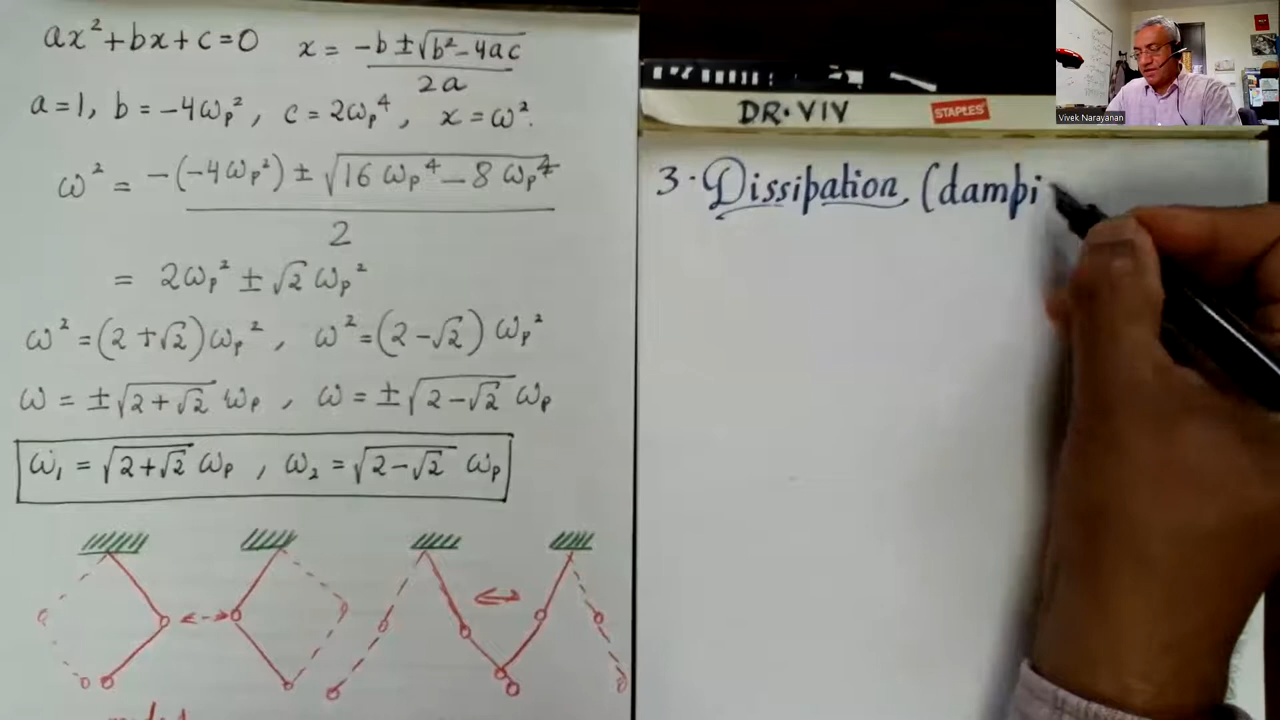 ax²+bx+c=0 x = -b ± √(b²-4ac) / 2a
a=1, b=-4ωₚ², c=2ωₚ⁴, x=ω².
ω² = -(-4ωₚ²) ± √(16ωₚ⁴-8ωₚ⁴) / 2
= 2ωₚ² ± √2 ωₚ²
ω²=(2+√2)ωₚ², ω²=(2-√2)ωₚ²
ω = ±√(2+√2) ωₚ, ω = ±√(2-√2) ωₚ
ω₁ = √(2+√2) ωₚ, ω₂ = √(2-√2) ωₚ
DR. VIV
STAPLES
3. Dissipation (dampi
Vivek Narayanan